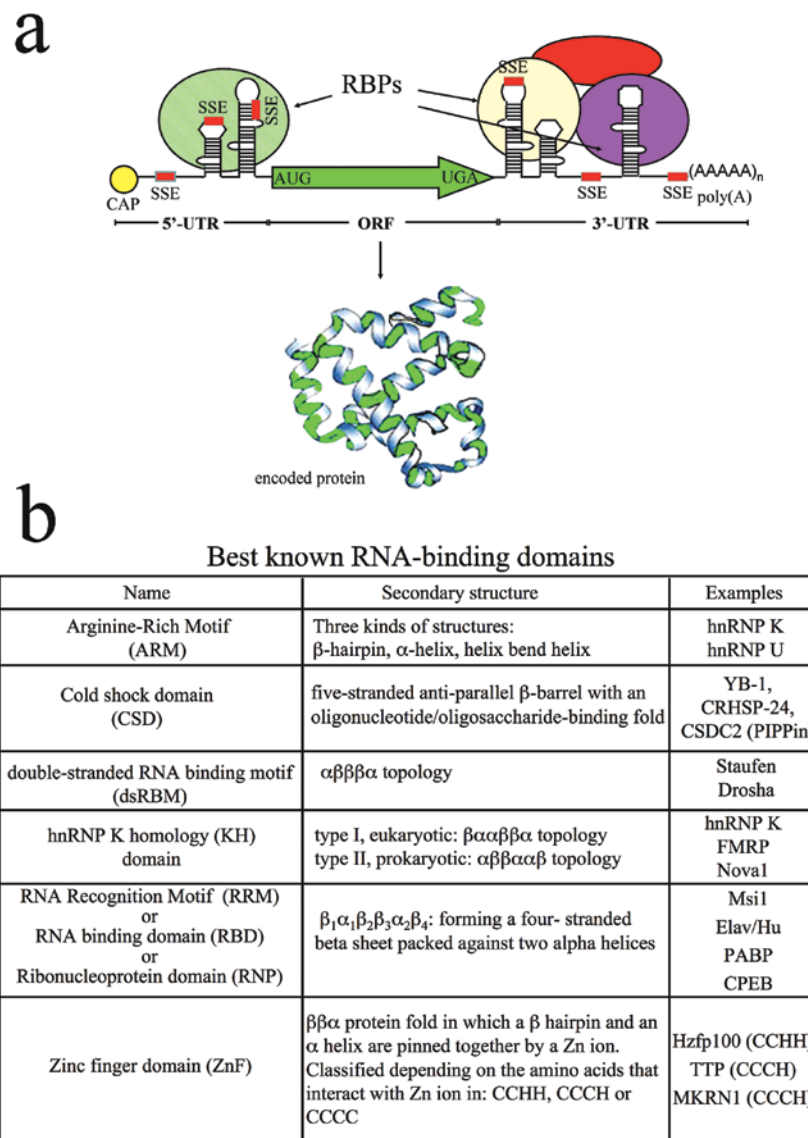 a
RBPs
SSE
SSE
SSE
SSE
AUG
UGA
(AAAAA)n
CAP
SSE
SSE
SSE
poly(A)
5'-UTR
ORF
3'-UTR
encoded protein
b
Best known RNA-binding domains
Name
Secondary structure
Examples
Arginine-Rich Motif
(ARM)
Three kinds of structures:
β-hairpin, α-helix, helix bend helix
hnRNP K
hnRNP U
Cold shock domain
(CSD)
five-stranded anti-parallel β-barrel with an
oligonucleotide/oligosaccharide-binding fold
YB-1,
CRHSP-24,
CSDC2 (PIPPin
double-stranded RNA binding motif
(dsRBM)
αβββα topology
Staufen
Drosha
hnRNP K homology (KH)
domain
type I, eukaryotic: βααββα topology
type II, prokaryotic: αββααβ topology
hnRNP K
FMRP
Nova1
RNA Recognition Motif (RRM)
or
RNA binding domain (RBD)
or
Ribonucleoprotein domain (RNP)
β1α1β2β3α2β4: forming a four- stranded
beta sheet packed against two alpha helices
Msi1
Elav/Hu
PABP
CPEB
Zinc finger domain (ZnF)
ββα protein fold in which a β hairpin and an
α helix are pinned together by a Zn ion.
Classified depending on the amino acids that
interact with Zn ion in: CCHH, CCCH or
CCCC
Hzfp100 (CCHH
TTP (CCCH)
MKRN1 (CCCH